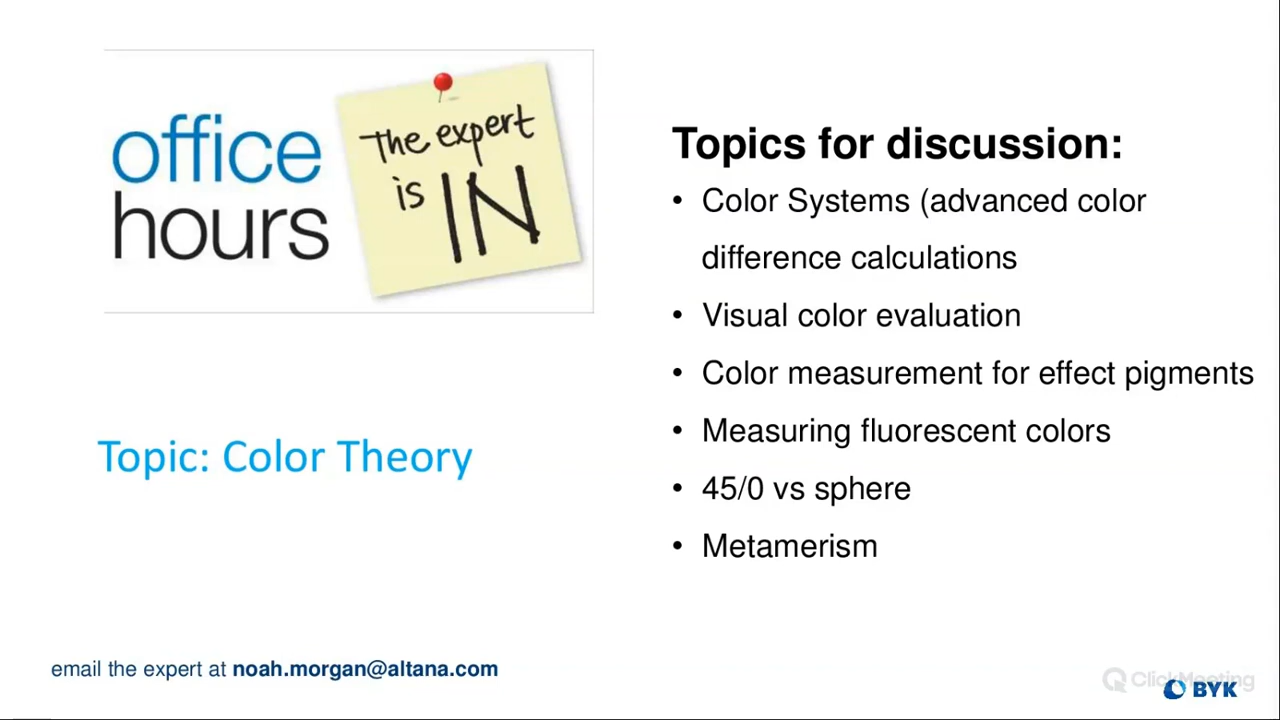 office
hours
The expert
is IN
Topic: Color Theory
Topics for discussion:
• Color Systems (advanced color
difference calculations
• Visual color evaluation
• Color measurement for effect pigments
• Measuring fluorescent colors
• 45/0 vs sphere
• Metamerism
email the expert at noah.morgan@altana.com
ClickMeeting
BYK